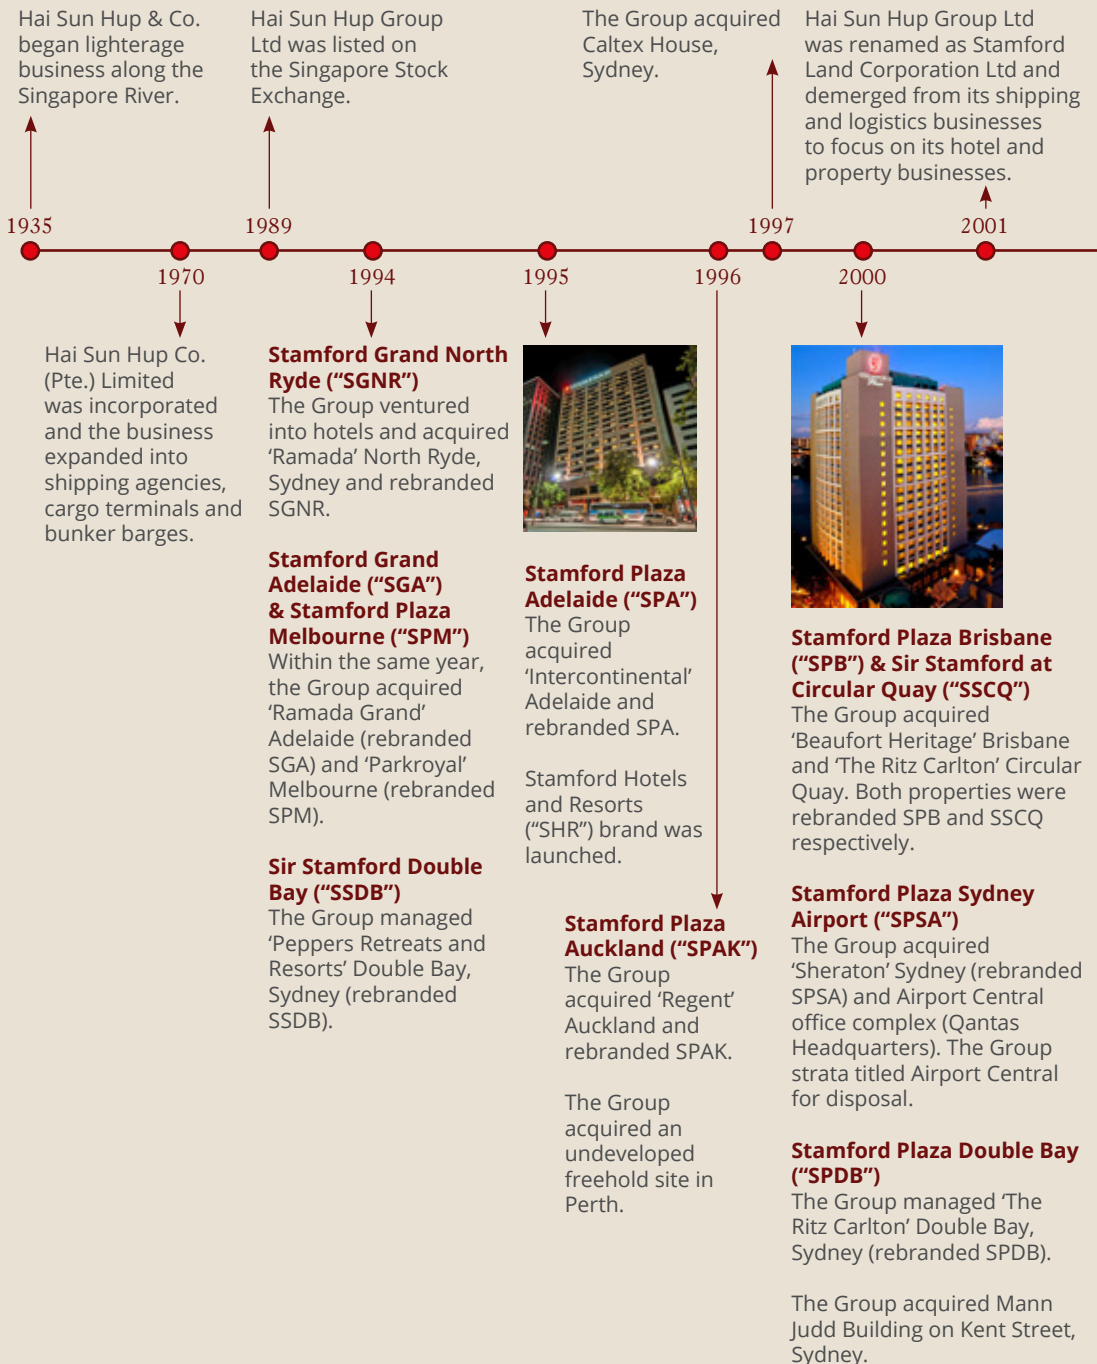 Hai Sun Hup & Co.
began lighterage
business along the
Singapore River.
Hai Sun Hup Group
Ltd was listed on
the Singapore Stock
Exchange.
The Group acquired
Caltex House,
Sydney.
Hai Sun Hup Group Ltd
was renamed as Stamford
Land Corporation Ltd and
demerged from its shipping
and logistics businesses
to focus on its hotel and
property businesses.
1935
1989
1997
2001
1970
1994
1995
1996
2000
Hai Sun Hup Co.
(Pte.) Limited
was incorporated
and the business
expanded into
shipping agencies,
cargo terminals and
bunker barges.
Stamford Grand North
Ryde (“SGNR”)
The Group ventured
into hotels and acquired
‘Ramada’ North Ryde,
Sydney and rebranded
SGNR.
Stamford Grand
Adelaide (“SGA”)
& Stamford Plaza
Melbourne (“SPM”)
Within the same year,
the Group acquired
‘Ramada Grand’
Adelaide (rebranded
SGA) and ‘Parkroyal’
Melbourne (rebranded
SPM).
Sir Stamford Double
Bay (“SSDB”)
The Group managed
‘Peppers Retreats and
Resorts’ Double Bay,
Sydney (rebranded
SSDB).
Stamford Plaza
Adelaide (“SPA”)
The Group
acquired
‘Intercontinental’
Adelaide and
rebranded SPA.
Stamford Hotels
and Resorts
(“SHR”) brand was
launched.
Stamford Plaza
Auckland (“SPAK”)
The Group
acquired ‘Regent’
Auckland and
rebranded SPAK.
The Group
acquired an
undeveloped
freehold site in
Perth.
Stamford Plaza Brisbane
(“SPB”) & Sir Stamford at
Circular Quay (“SSCQ”)
The Group acquired
‘Beaufort Heritage’ Brisbane
and ‘The Ritz Carlton’ Circular
Quay. Both properties were
rebranded SPB and SSCQ
respectively.
Stamford Plaza Sydney
Airport (“SPSA”)
The Group acquired
‘Sheraton’ Sydney (rebranded
SPSA) and Airport Central
office complex (Qantas
Headquarters). The Group
strata titled Airport Central
for disposal.
Stamford Plaza Double Bay
(“SPDB”)
The Group managed ‘The
Ritz Carlton’ Double Bay,
Sydney (rebranded SPDB).
The Group acquired Mann
Judd Building on Kent Street,
Sydney.